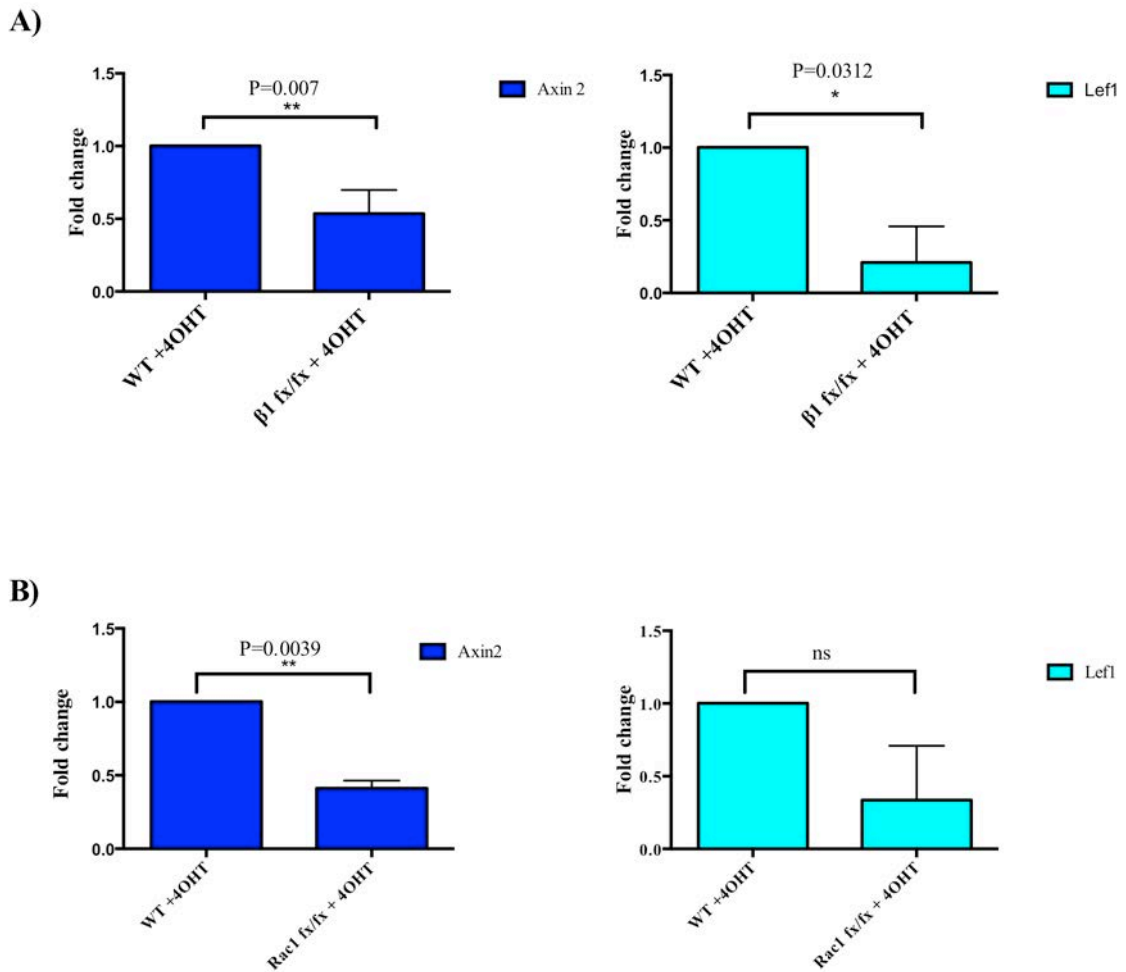 A)
P=0.007
**
Axin 2
Fold change
1.5
1.0
0.5
0.0
WT +4OHT
β1 fx/fx + 4OHT
P=0.0312
*
Lef1
Fold change
1.5
1.0
0.5
0.0
WT +4OHT
β1 fx/fx + 4OHT
B)
P=0.0039
**
Axin2
Fold change
1.5
1.0
0.5
0.0
WT +4OHT
Rac1 fx/fx + 4OHT
ns
Lef1
Fold change
1.5
1.0
0.5
0.0
WT +4OHT
Rac1 fx/fx + 4OHT